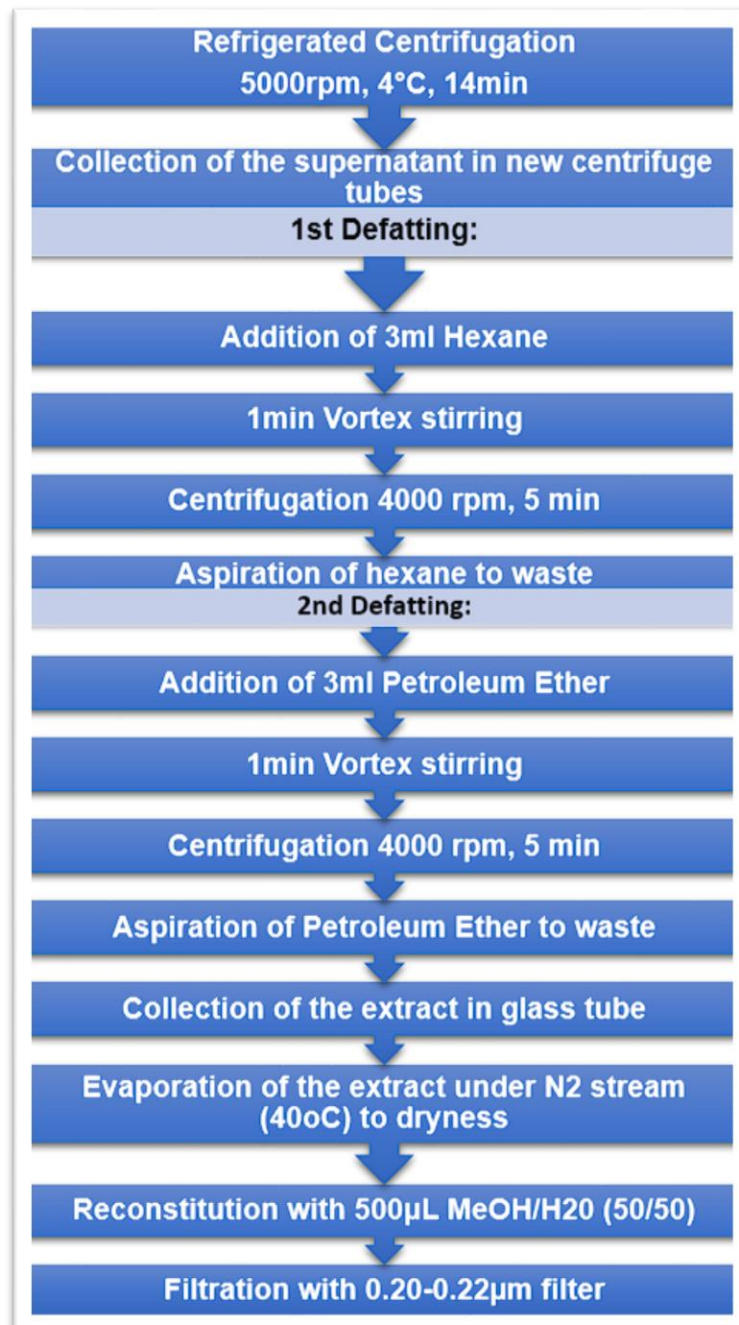 Refrigerated Centrifugation
5000rpm, 4°C, 14min
Collection of the supernatant in new centrifuge
tubes
1st Defatting:
Addition of 3ml Hexane
1min Vortex stirring
Centrifugation 4000 rpm, 5 min
Aspiration of hexane to waste
2nd Defatting:
Addition of 3ml Petroleum Ether
1min Vortex stirring
Centrifugation 4000 rpm, 5 min
Aspiration of Petroleum Ether to waste
Collection of the extract in glass tube
Evaporation of the extract under N2 stream
(40oC) to dryness
Reconstitution with 500µL MeOH/H20 (50/50)
Filtration with 0.20-0.22µm filter